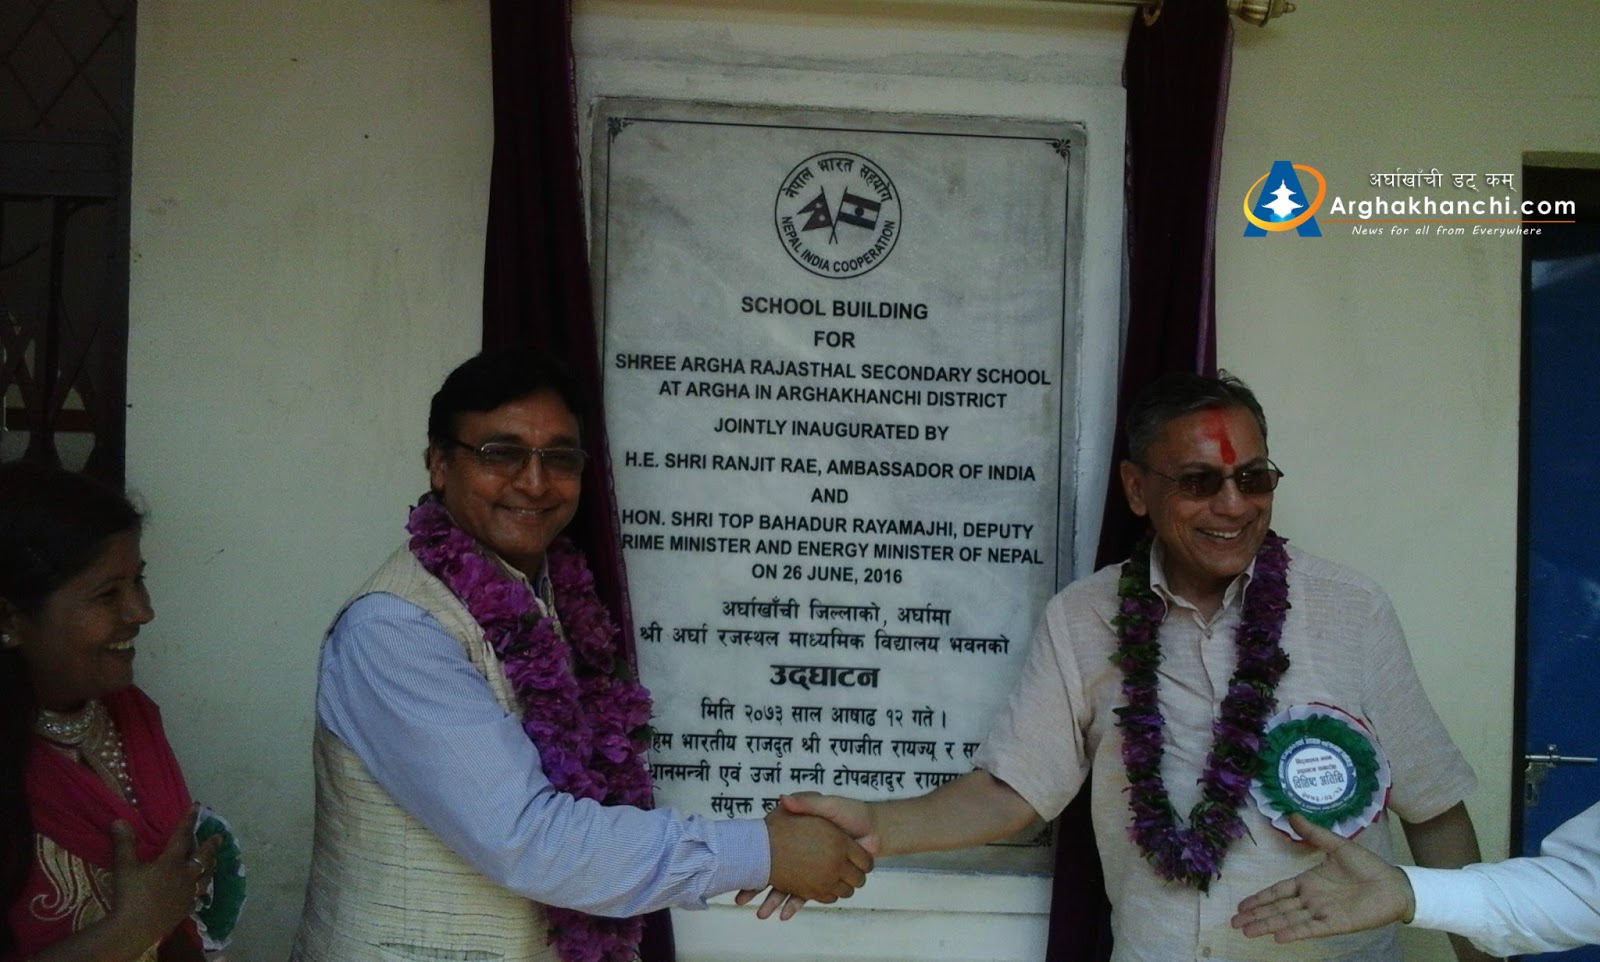 नेपाल भारत सहयोग
NEPAL INDIA COOPERATION
SCHOOL BUILDING
FOR
SHREE ARGHA RAJASTHAL SECONDARY SCHOOL
AT ARGHA IN ARGHAKHANCHI DISTRICT
JOINTLY INAUGURATED BY
H.E. SHRI RANJIT RAE, AMBASSADOR OF INDIA
AND
HON. SHRI TOP BAHADUR RAYAMAJHI, DEPUTY
RIME MINISTER AND ENERGY MINISTER OF NEPAL
ON 26 JUNE, 2016
अर्घाखाँची जिल्लाको, अर्घामा
श्री अर्घा रजस्थल माध्यमिक विद्यालय भवनको
उद्घाटन
मिति २०७३ साल आषाढ १२ गते ।
हिम भारतीय राजदूत श्री रणजीत रायज्यू र
धानमन्त्री एवं उर्जा मन्त्री टोपबहादुर
संयुक्त
अर्घाखाँची डट् कम्
Arghakhanchi.com
News for all from Everywhere
विशिष्ट अतिथि